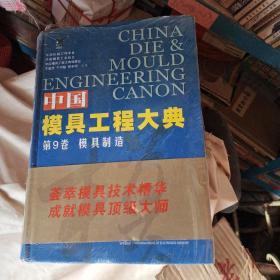 CHINA
DIE & MOULD
ENGINEERING
CANON
中国
模具工程大典
第9卷 模具制造
荟萃模具技术精华
成就模具顶级大师